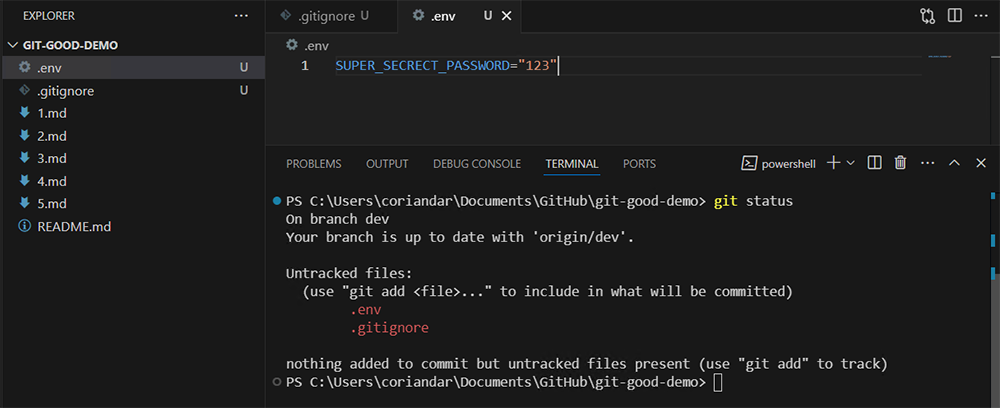 EXPLORER
GIT-GOOD-DEMO
.env U
.gitignore U
1.md
2.md
3.md
4.md
5.md
README.md
.gitignore U
.env U
.env
1 SUPER_SECRECT_PASSWORD="123"
PROBLEMS OUTPUT DEBUG CONSOLE TERMINAL PORTS powershell
PS C:\Users\coriandar\Documents\GitHub\git-good-demo> git status
On branch dev
Your branch is up to date with 'origin/dev'.
Untracked files:
(use "git add <file>..." to include in what will be committed)
.env
.gitignore
nothing added to commit but untracked files present (use "git add" to track)
PS C:\Users\coriandar\Documents\GitHub\git-good-demo>